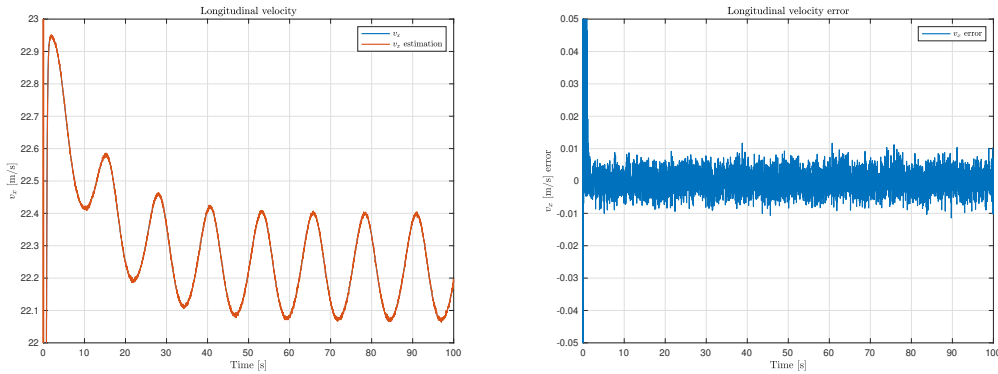 Longitudinal velocity
23
22.9
22.8
22.7
22.6
22.5
22.4
22.3
22.2
22.1
22
v_x [m/s]
v_x
v_x estimation
0 10 20 30 40 50 60 70 80 90 100
Time [s]
Longitudinal velocity error
0.05
0.04
0.03
0.02
0.01
0
-0.01
-0.02
-0.03
-0.04
-0.05
v_x [m/s] error
v_x error
0 10 20 30 40 50 60 70 80 90 100
Time [s]